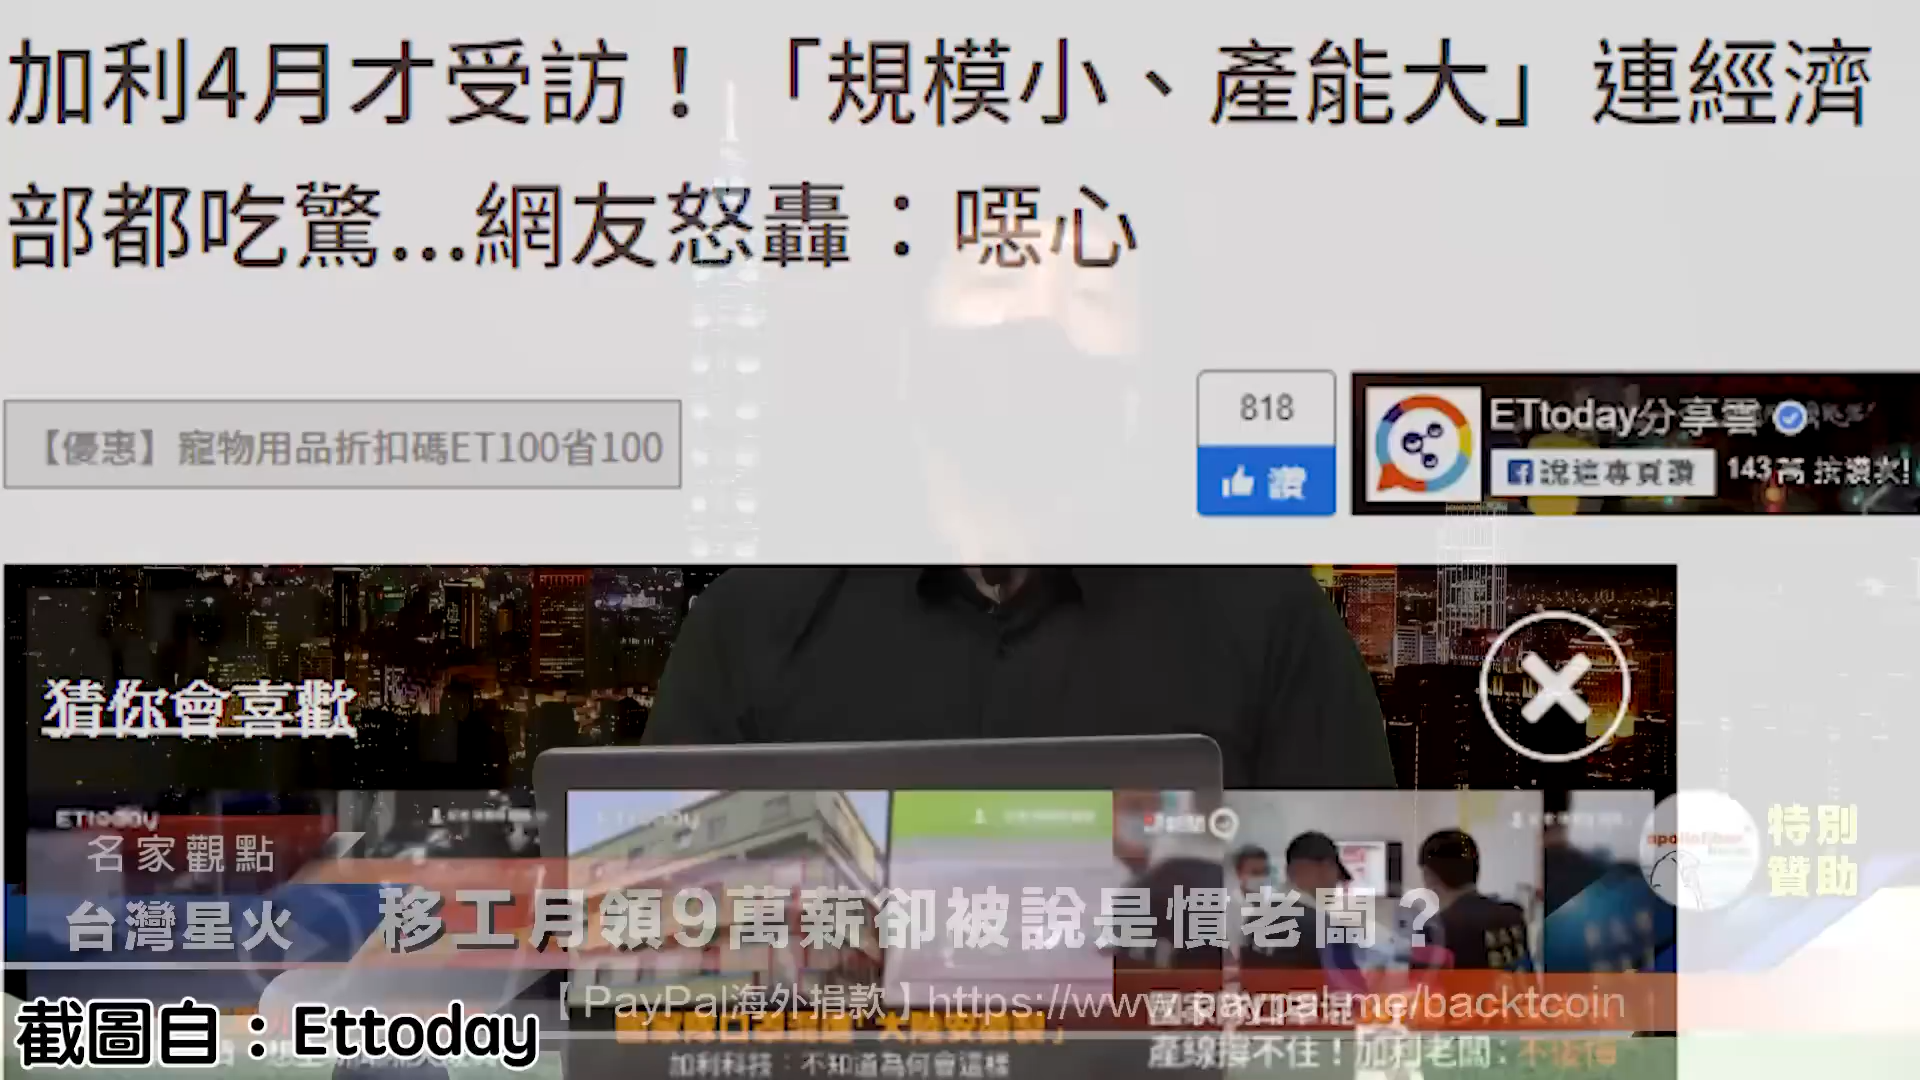 加利4月才受訪！「規模小、產能大」連經濟
部都吃驚...網友怒轟：噁心
【優惠】寵物用品折扣碼ET100省100
818
讚
ETtoday分享雲
說這專頁讚
143萬 按讚次!
猜你會喜歡
ETtoday
名家觀點
台灣星火
移工月領9萬薪卻被說是慣老闆？
特別
贊助
【PayPal海外捐款】https://www.paypal.me/backtcoin
截圖自：Ettoday
加利科技：不知道為何會這樣
產線撐不住！加利老闆：